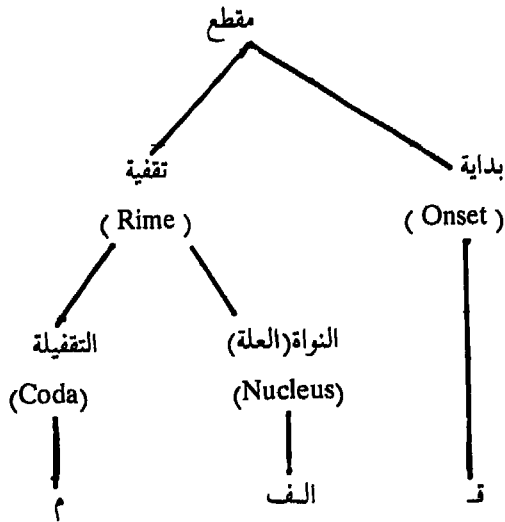 مقطع
بداية
تقفية
( Onset )
( Rime )
النواة(العلة)
التقفيلة
(Nucleus)
(Coda)
قـ
الـف
م